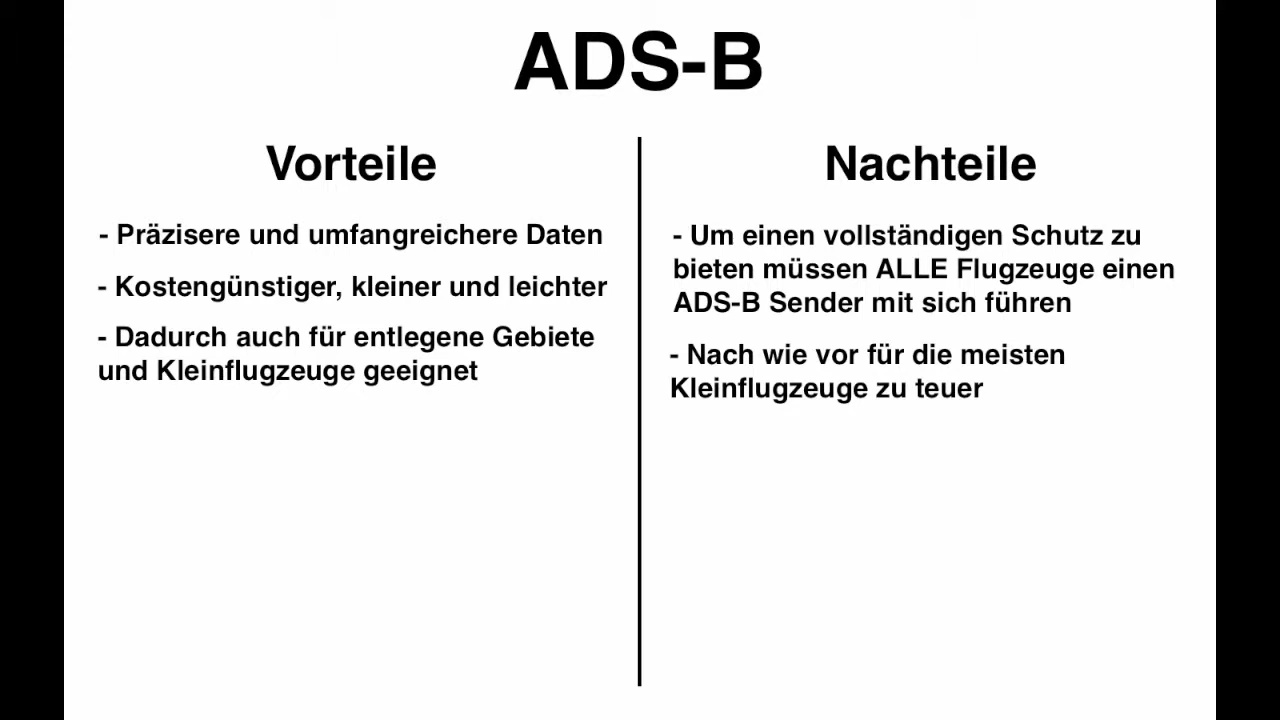 ADS-B
Vorteile
- Präzisere und umfangreichere Daten
- Kostengünstiger, kleiner und leichter
- Dadurch auch für entlegene Gebiete
und Kleinflugzeuge geeignet
Nachteile
- Um einen vollständigen Schutz zu
bieten müssen ALLE Flugzeuge einen
ADS-B Sender mit sich führen
- Nach wie vor für die meisten
Kleinflugzeuge zu teuer